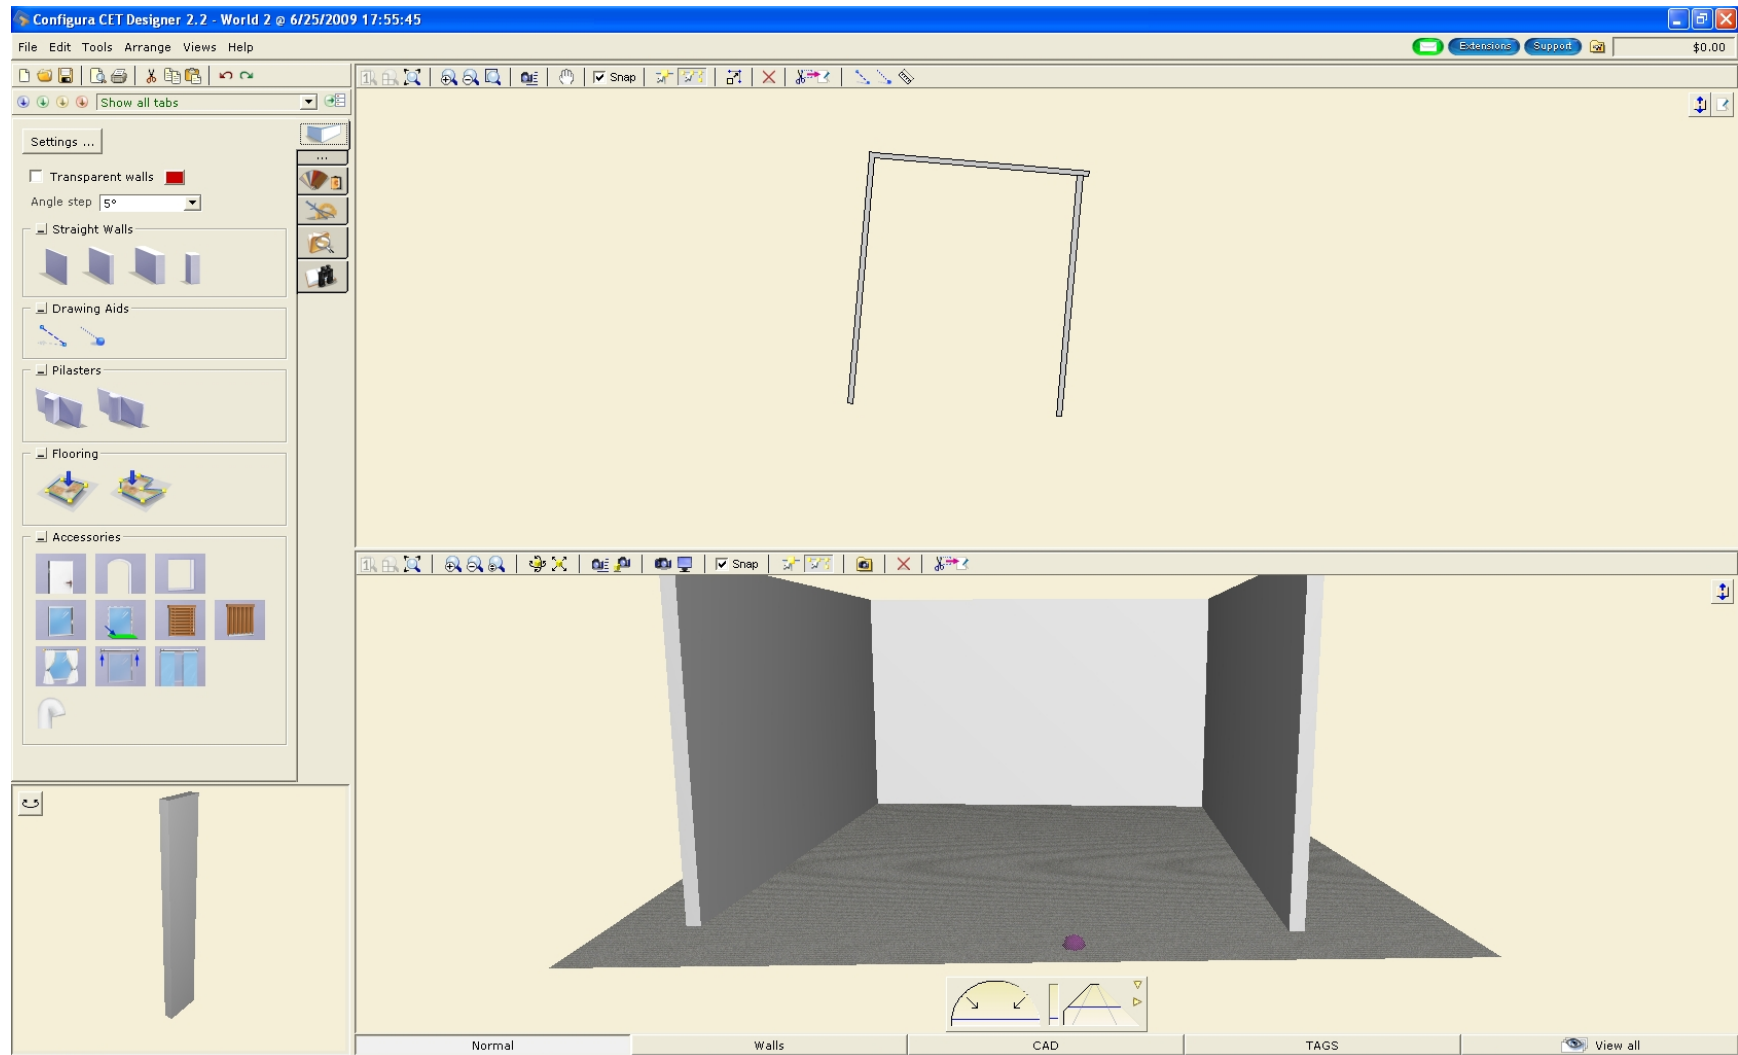 Configura CET Designer 2.2 - World 2 @ 6/25/2009 17:55:45
File Edit Tools Arrange Views Help
Extensions Support $0.00
Show all tabs
Snap
Settings ...
...
Transparent walls
Angle step 5°
Straight Walls
Drawing Aids
Pilasters
Flooring
Accessories
Snap
Normal Walls CAD TAGS View all